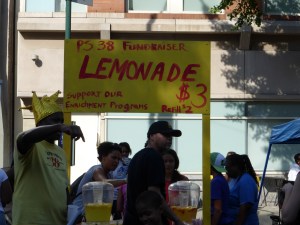 PS 38 FUNDRAISER
LEMONADE
$3
SUPPORT OUR
ENRICHMENT PROGRAMS
Refill $2